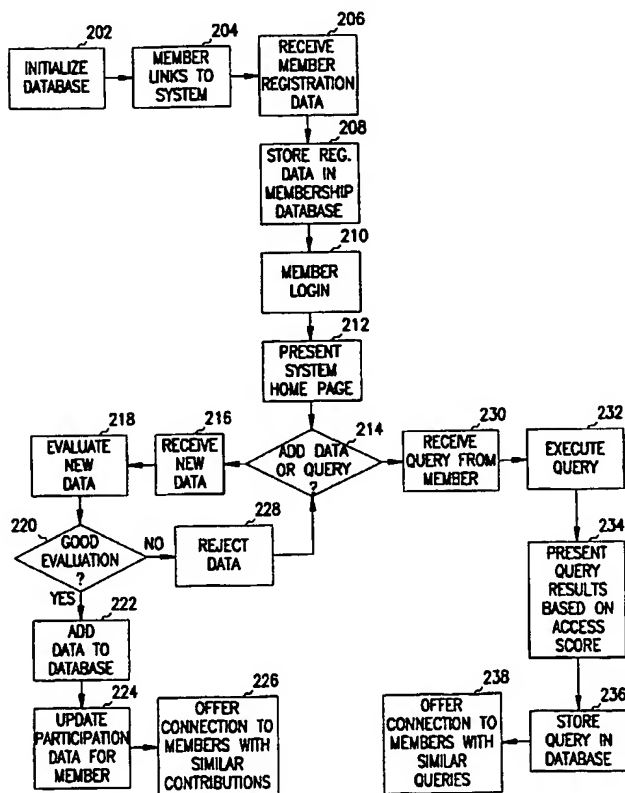 202
INITIALIZE
DATABASE
204
MEMBER
LINKS TO
SYSTEM
206
RECEIVE
MEMBER
REGISTRATION
DATA
208
STORE REG.
DATA IN
MEMBERSHIP
DATABASE
210
MEMBER
LOGIN
212
PRESENT
SYSTEM
HOME PAGE
214
ADD DATA
OR QUERY
?
216
RECEIVE
NEW DATA
218
EVALUATE
NEW
DATA
220
GOOD
EVALUATION
?
NO
YES
228
REJECT
DATA
222
ADD
DATA TO
DATABASE
224
UPDATE
PARTICIPATION
DATA FOR
MEMBER
226
OFFER
CONNECTION TO
MEMBERS WITH
SIMILAR
CONTRIBUTIONS
230
RECEIVE
QUERY FROM
MEMBER
232
EXECUTE
QUERY
234
PRESENT
QUERY
RESULTS
BASED ON
ACCESS
SCORE
236
STORE
QUERY IN
DATABASE
238
OFFER
CONNECTION TO
MEMBERS WITH
SIMILAR
QUERIES